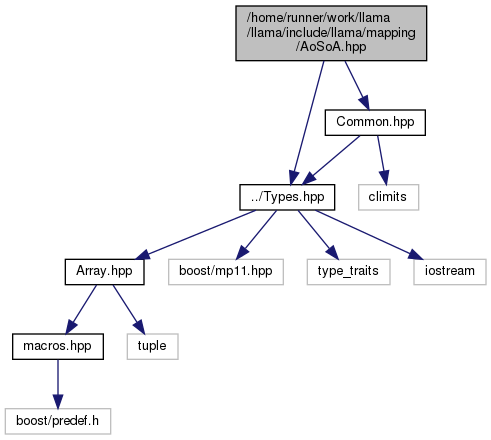 /home/runner/work/llama
/llama/include/llama/mapping
/AoSoA.hpp
Common.hpp
../Types.hpp
climits
Array.hpp
boost/mp11.hpp
type_traits
iostream
macros.hpp
tuple
boost/predef.h